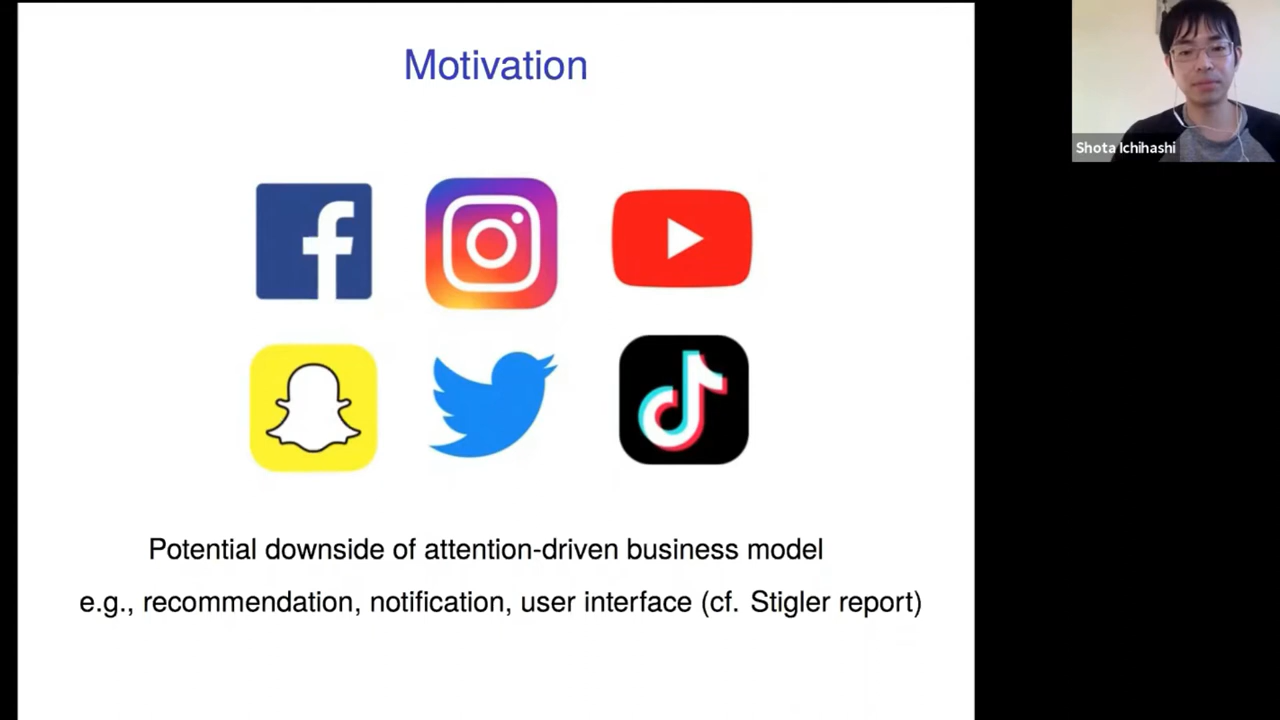 Motivation
Shota Ichihashi
Potential downside of attention-driven business model
e.g., recommendation, notification, user interface (cf. Stigler report)